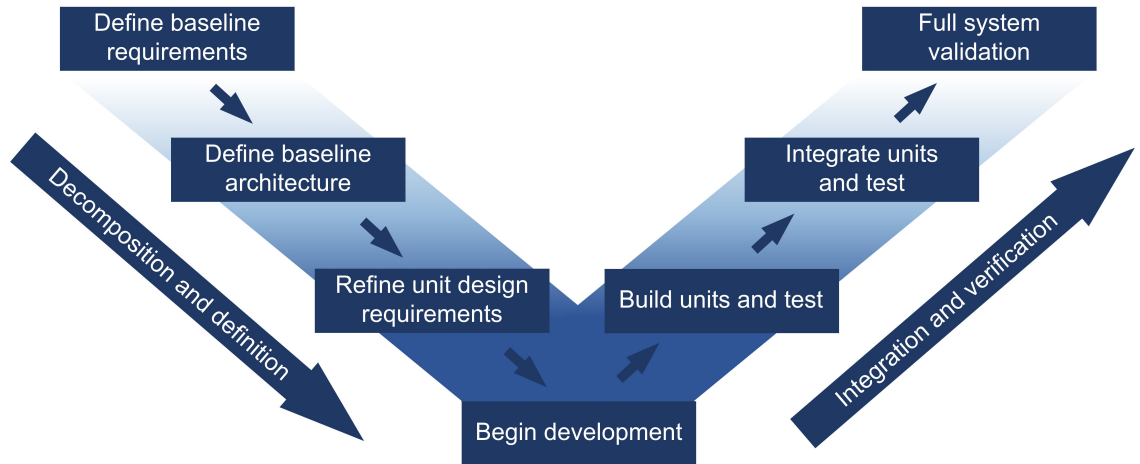 Define baseline
requirements
Full system
validation
Define baseline
architecture
Integrate units
and test
Decomposition and definition
Integration and verification
Refine unit design
requirements
Build units and test
Begin development